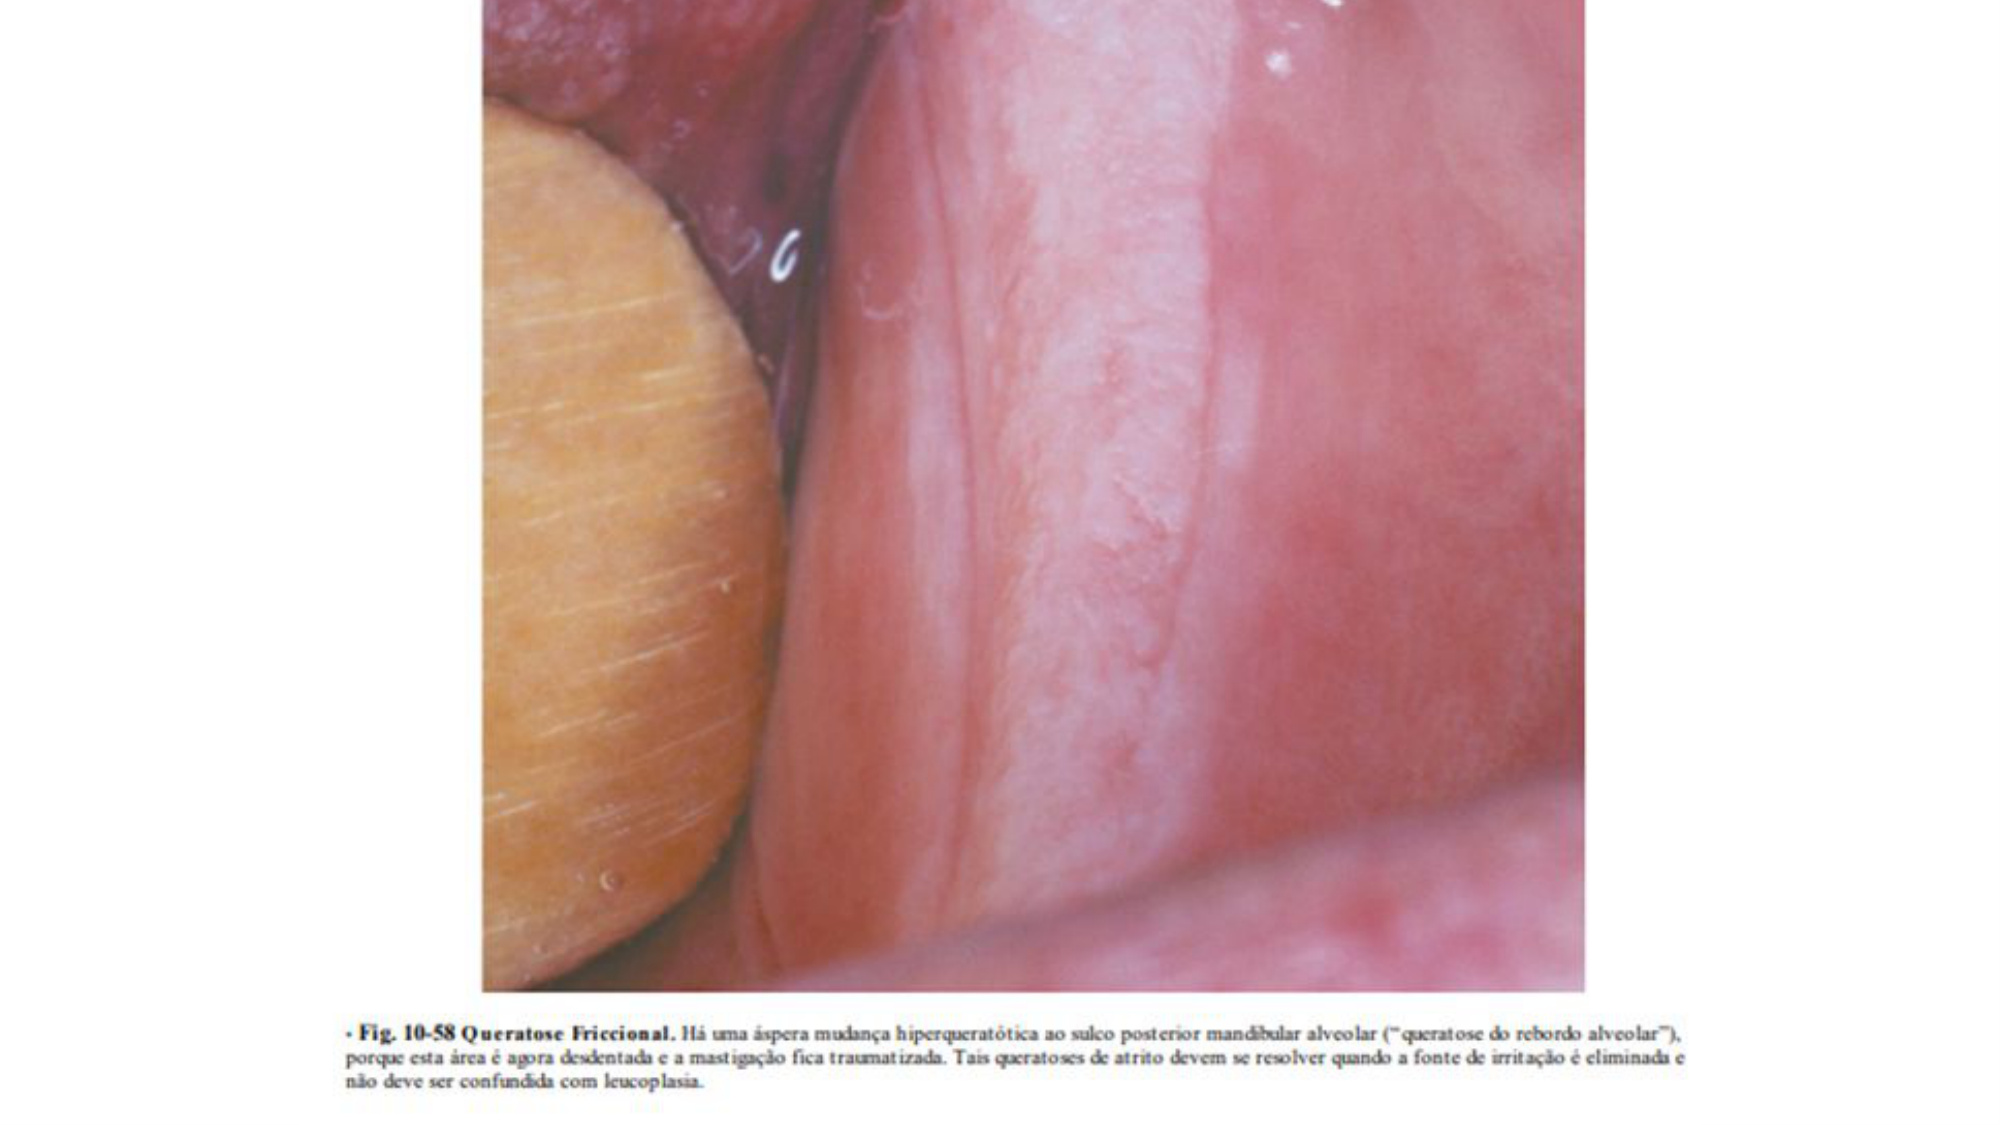 • Fig. 10-58 Queratose Friccional. Há uma áspera mudança hiperqueratótica ao sulco posterior mandibular alveolar (“queratose do rebordo alveolar”),
porque esta área é agora desdentada e a mastigação fica traumatizada. Tais queratoses de atrito devem se resolver quando a fonte de irritação é eliminada e
não deve ser confundida com leucoplasia.